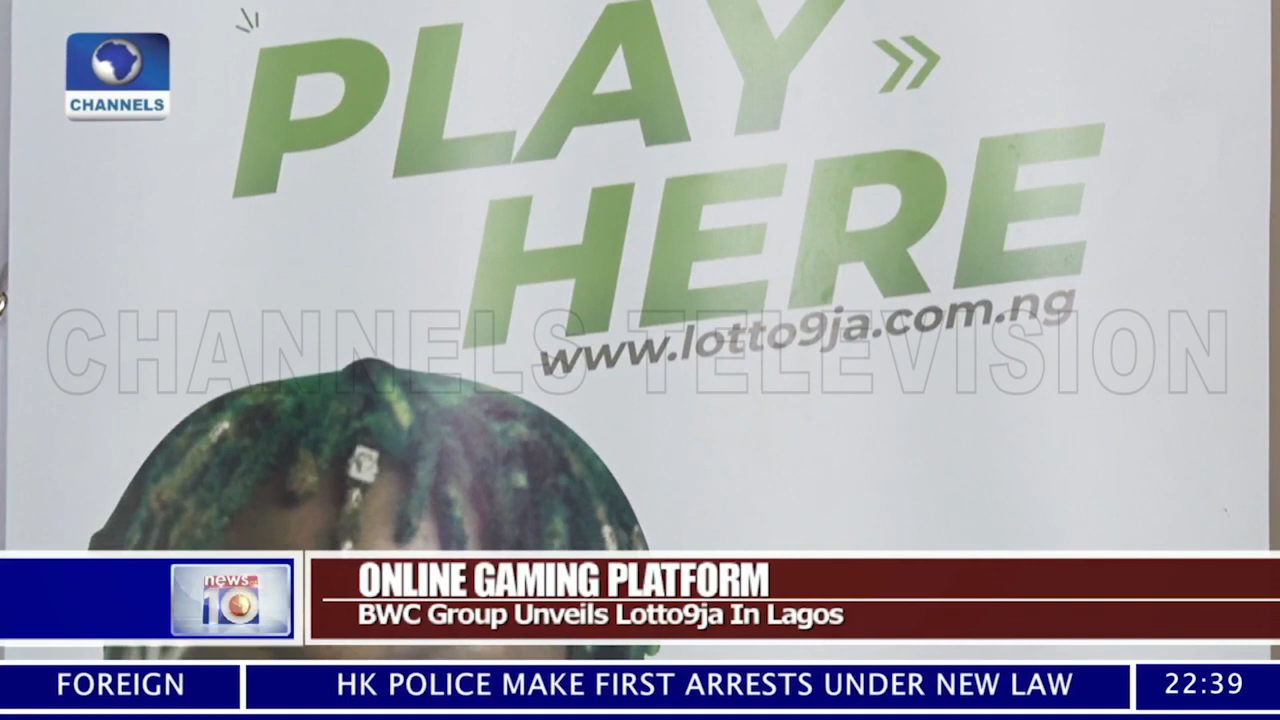 PLAY
HERE
www.lotto9ja.com.ng
CHANNELS
CHANNELS TELEVISION
news at
10
ONLINE GAMING PLATFORM
BWC Group Unveils Lotto9ja In Lagos
FOREIGN
HK POLICE MAKE FIRST ARRESTS UNDER NEW LAW
22:39